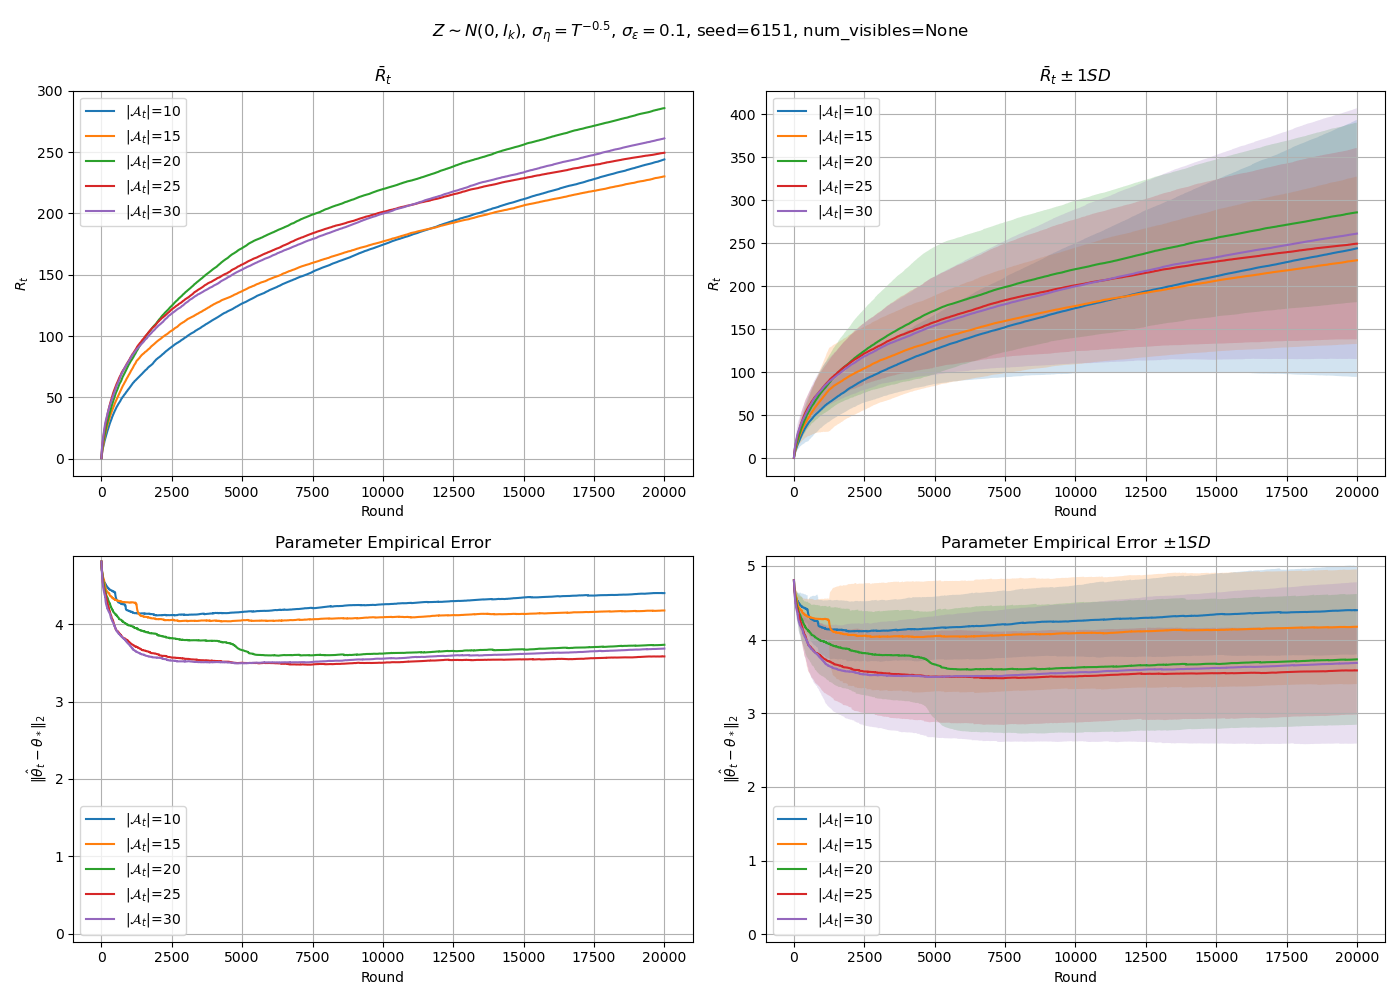 Z ∼ N(0, I_k), σ_η = T^{−0.5}, σ_ε = 0.1, seed=6151, num_visibles=None
R̄_t
300
250
200
150
100
50
0
R_t
|𝒜_t|=10
|𝒜_t|=15
|𝒜_t|=20
|𝒜_t|=25
|𝒜_t|=30
0 2500 5000 7500 10000 12500 15000 17500 20000
Round
R̄_t ± 1SD
400
350
300
250
200
150
100
50
0
R_t
|𝒜_t|=10
|𝒜_t|=15
|𝒜_t|=20
|𝒜_t|=25
|𝒜_t|=30
0 2500 5000 7500 10000 12500 15000 17500 20000
Round
Parameter Empirical Error
4
3
2
1
0
‖θ̂_t − θ_*‖_2
|𝒜_t|=10
|𝒜_t|=15
|𝒜_t|=20
|𝒜_t|=25
|𝒜_t|=30
0 2500 5000 7500 10000 12500 15000 17500 20000
Round
Parameter Empirical Error ±1SD
5
4
3
2
1
0
‖θ̂_t − θ_*‖_2
|𝒜_t|=10
|𝒜_t|=15
|𝒜_t|=20
|𝒜_t|=25
|𝒜_t|=30
0 2500 5000 7500 10000 12500 15000 17500 20000
Round